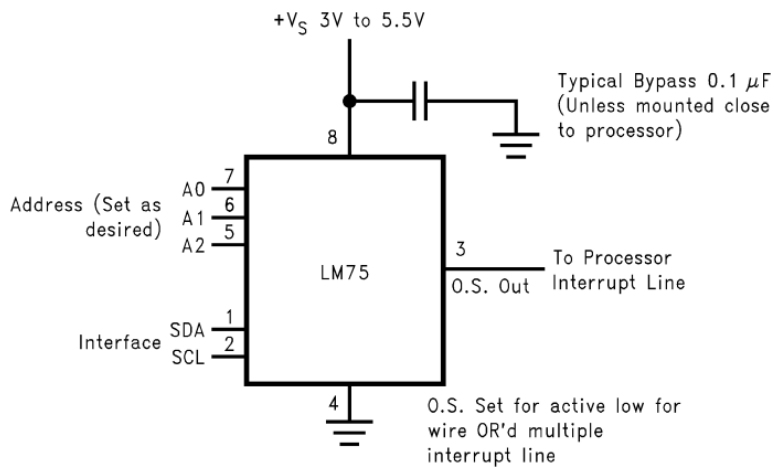 +VS 3V to 5.5V
Typical Bypass 0.1 μF
(Unless mounted close
to processor)
8
Address (Set as
desired)
A0 7
A1 6
A2 5
LM75
3
O.S. Out
To Processor
Interrupt Line
Interface
SDA 1
SCL 2
4
O.S. Set for active low for
wire OR'd multiple
interrupt line